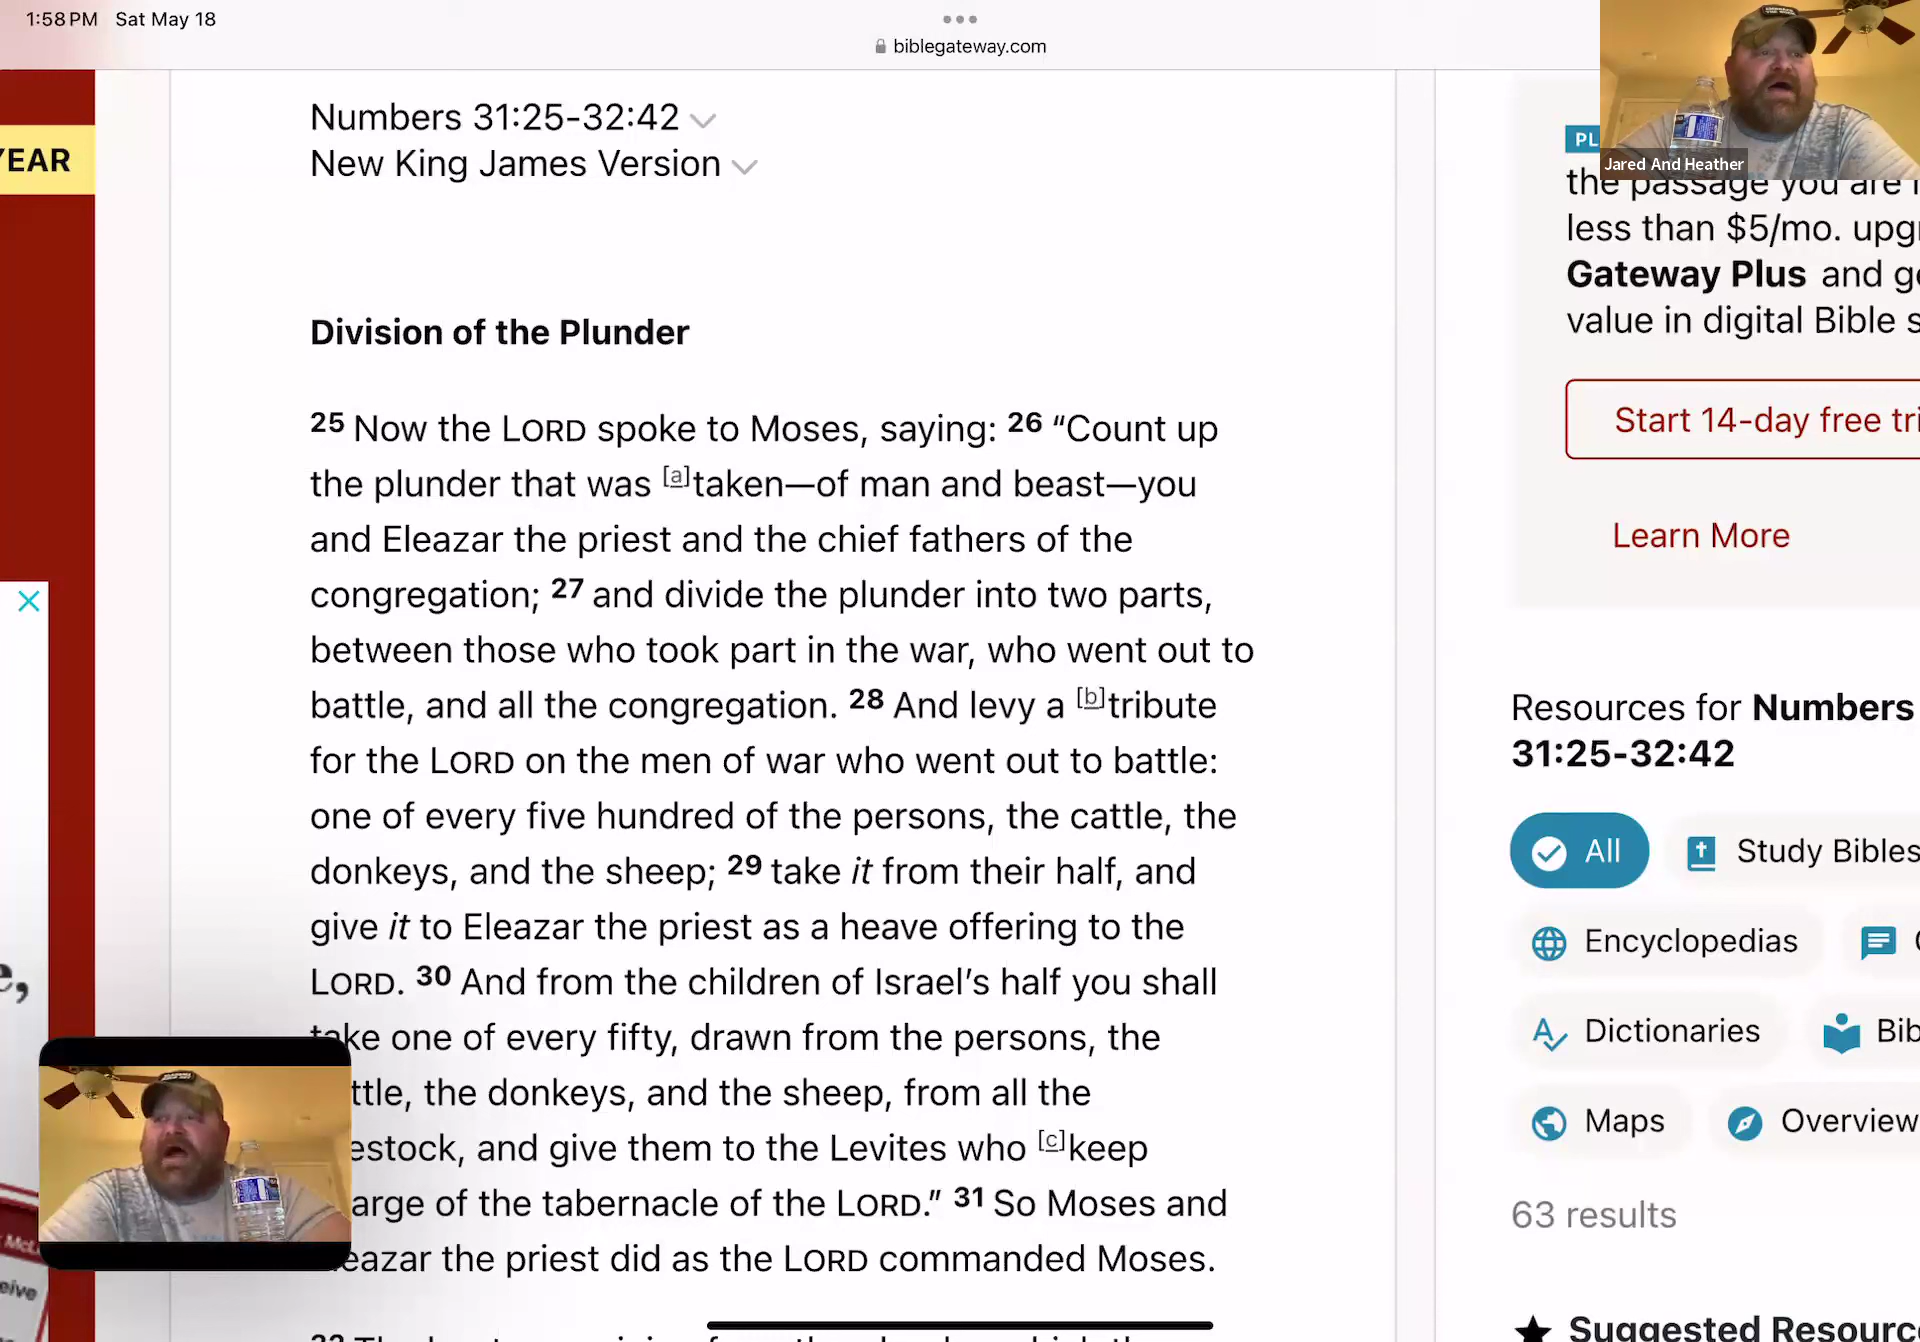 1:58 PM Sat May 18
biblegateway.com
YEAR
Numbers 31:25-32:42
New King James Version
Division of the Plunder
25 Now the LORD spoke to Moses, saying: 26 “Count up
the plunder that was [a]taken—of man and beast—you
and Eleazar the priest and the chief fathers of the
congregation; 27 and divide the plunder into two parts,
between those who took part in the war, who went out to
battle, and all the congregation. 28 And levy a [b]tribute
for the LORD on the men of war who went out to battle:
one of every five hundred of the persons, the cattle, the
donkeys, and the sheep; 29 take it from their half, and
give it to Eleazar the priest as a heave offering to the
LORD. 30 And from the children of Israel’s half you shall
take one of every fifty, drawn from the persons, the
ttle, the donkeys, and the sheep, from all the
estock, and give them to the Levites who [c]keep
arge of the tabernacle of the LORD.” 31 So Moses and
eazar the priest did as the LORD commanded Moses.
Jared And Heather
PL
the passage you are
less than $5/mo. upg
Gateway Plus and g
value in digital Bible s
Start 14-day free tri
Learn More
Resources for Numbers
31:25-32:42
All
Study Bibles
Encyclopedias
Dictionaries
Bib
Maps
Overview
63 results
Suggested Resourc